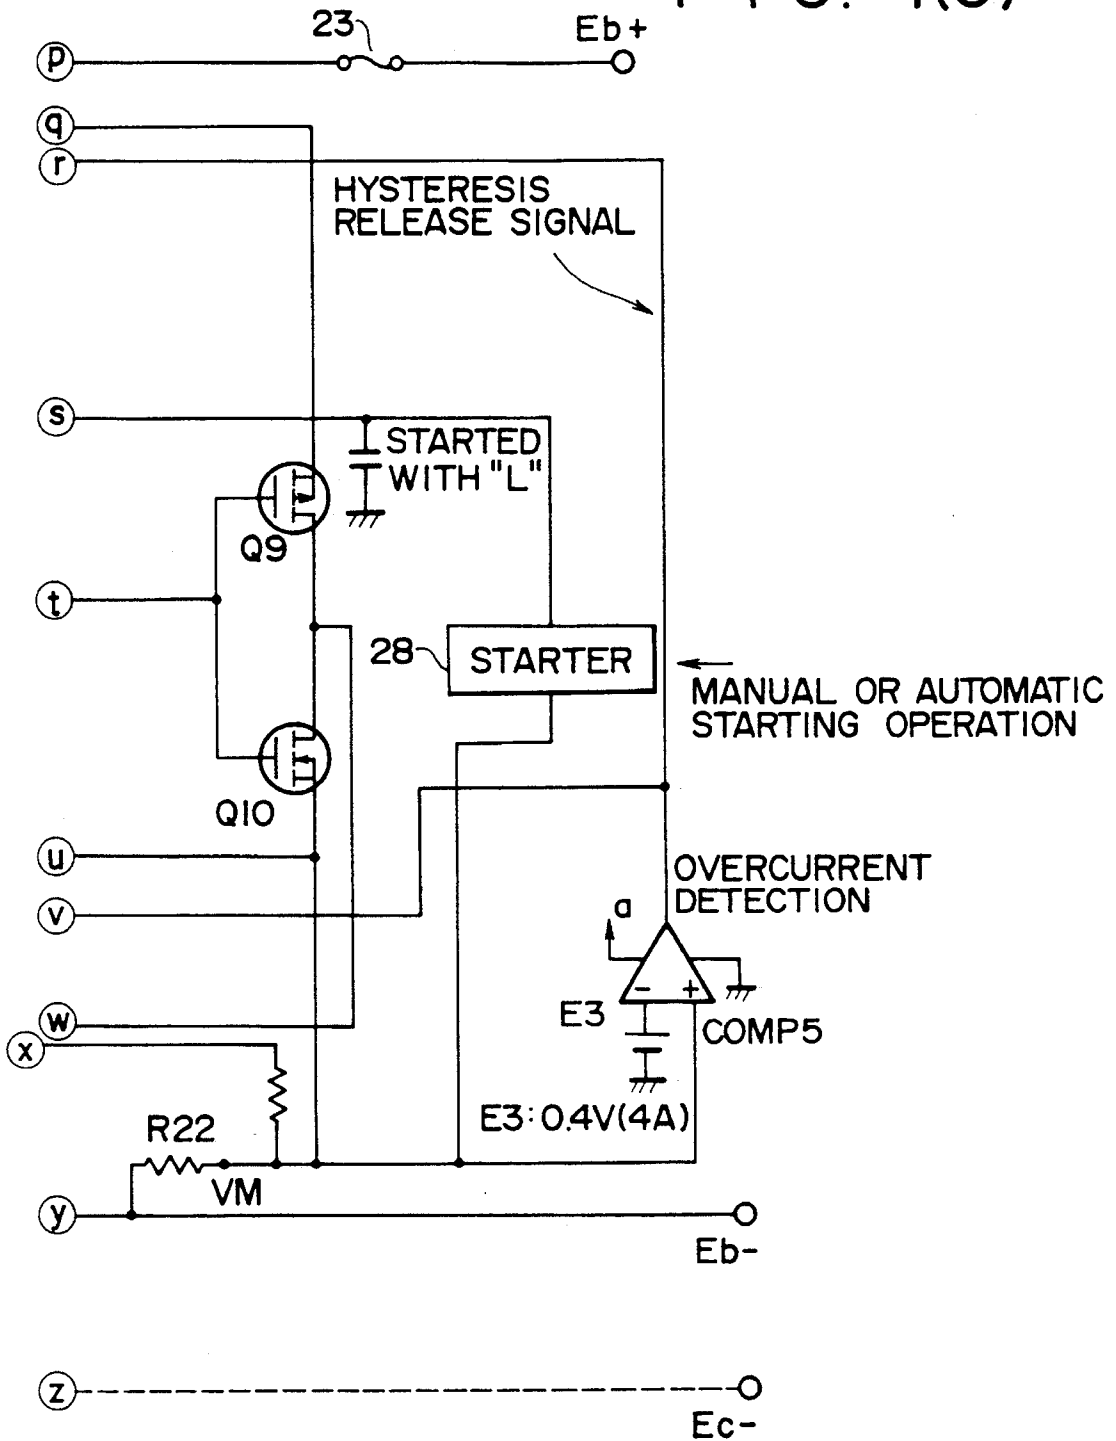 23
Eb+
p
q
r
HYSTERESIS
RELEASE SIGNAL
s
STARTED
WITH "L"
Q9
t
28
STARTER
MANUAL OR AUTOMATIC
STARTING OPERATION
Q10
u
OVERCURRENT
DETECTION
v
a
- +
w
E3
COMP5
x
E3:0.4V(4A)
R22
VM
y
Eb-
z
Ec-